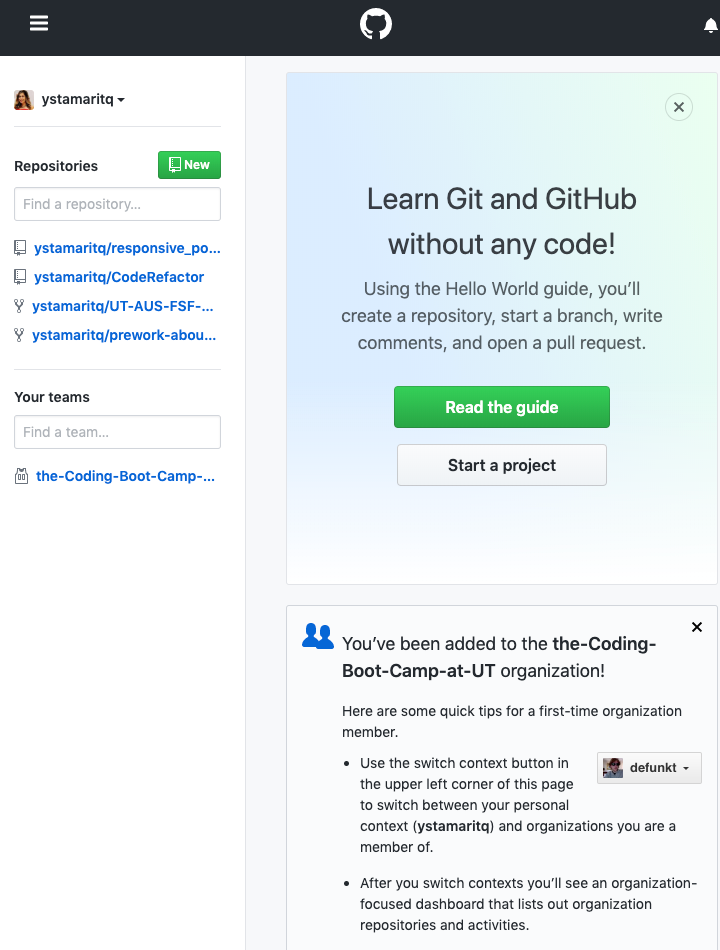 ystamaritq
Repositories
New
Find a repository…
ystamaritq/responsive_po...
ystamaritq/CodeRefactor
ystamaritq/UT-AUS-FSF-...
ystamaritq/prework-abou...
Your teams
Find a team…
the-Coding-Boot-Camp-...
Learn Git and GitHub
without any code!
Using the Hello World guide, you’ll
create a repository, start a branch, write
comments, and open a pull request.
Read the guide
Start a project
You’ve been added to the the-Coding-
Boot-Camp-at-UT organization!
Here are some quick tips for a first-time organization
member.
• Use the switch context button in
the upper left corner of this page
to switch between your personal
context (ystamaritq) and organizations you are a
member of.
defunkt
• After you switch contexts you’ll see an organization-
focused dashboard that lists out organization
repositories and activities.